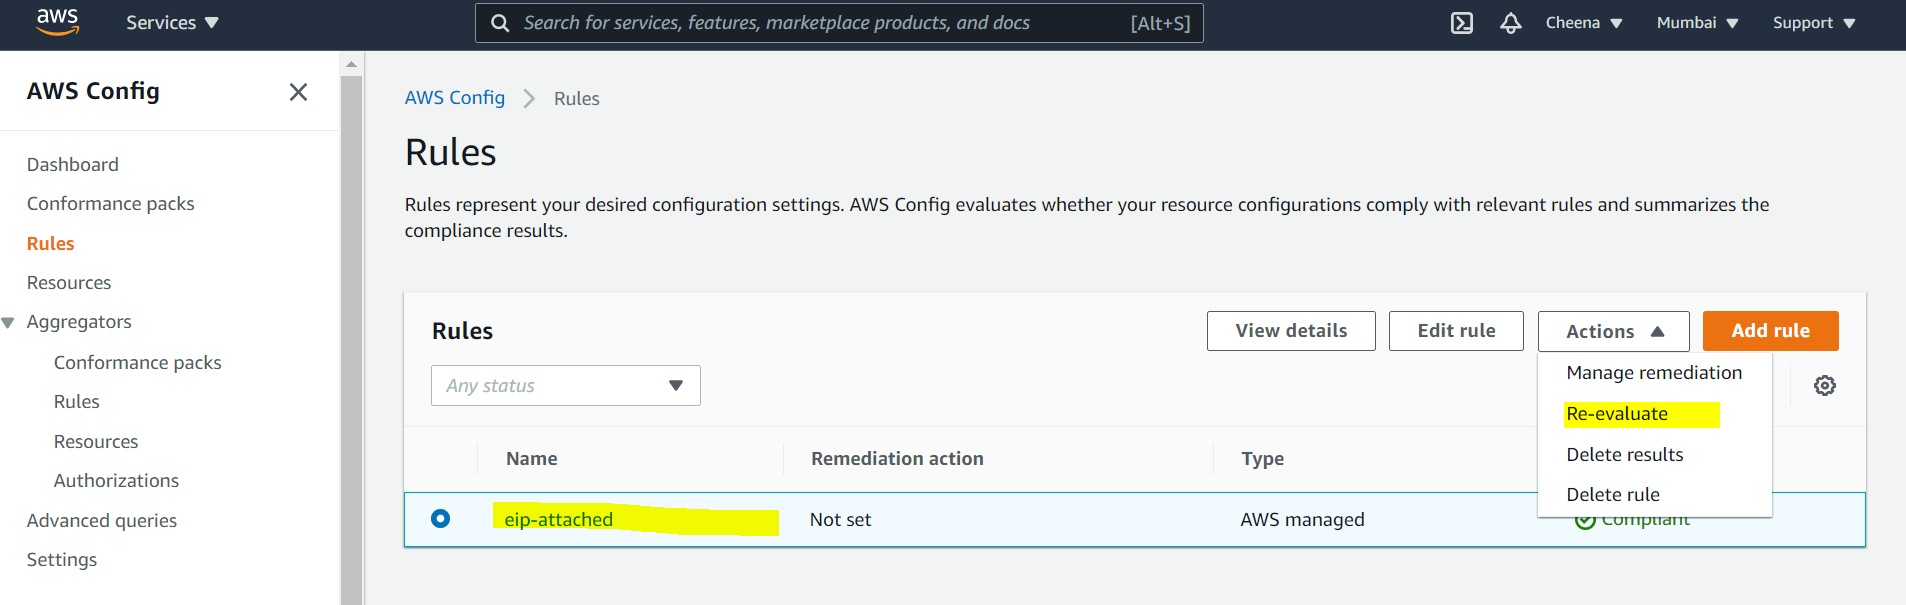 aws Services Search for services, features, marketplace products, and docs [Alt+S] Cheena Mumbai Support
AWS Config
Dashboard
Conformance packs
Rules
Resources
Aggregators
Conformance packs
Rules
Resources
Authorizations
Advanced queries
Settings
AWS Config Rules
Rules
Rules represent your desired configuration settings. AWS Config evaluates whether your resource configurations comply with relevant rules and summarizes the
compliance results.
Rules View details Edit rule Actions Add rule
Any status
Manage remediation
Re-evaluate
Delete results
Delete rule
Name Remediation action Type
eip-attached Not set AWS managed Compliant